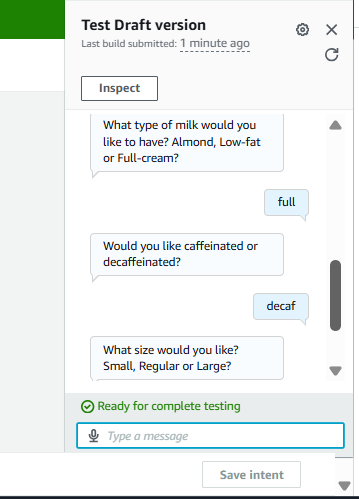 Test Draft version
Last build submitted: 1 minute ago
Inspect
What type of milk would you
like to have? Almond, Low-fat
or Full-cream?
full
Would you like caffeinated or
decaffeinated?
decaf
What size would you like?
Small, Regular or Large?
Ready for complete testing
Type a message
Save intent